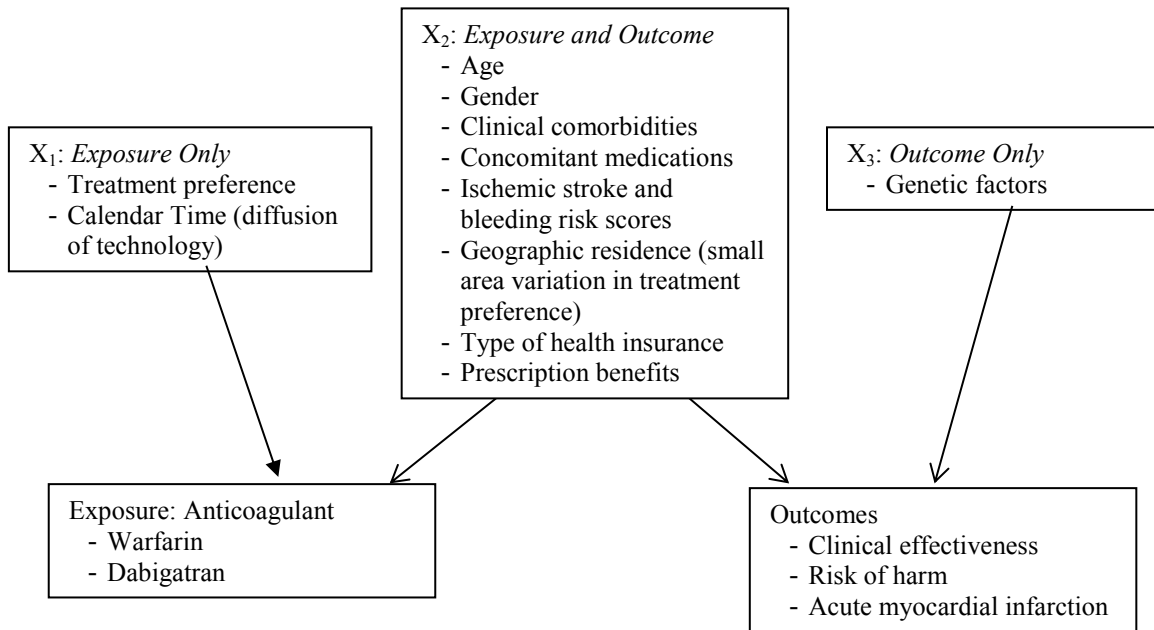 X₂: Exposure and Outcome
- Age
- Gender
- Clinical comorbidities
- Concomitant medications
- Ischemic stroke and
bleeding risk scores
- Geographic residence (small
area variation in treatment
preference)
- Type of health insurance
- Prescription benefits
X₁: Exposure Only
- Treatment preference
- Calendar Time (diffusion
of technology)
X₃: Outcome Only
- Genetic factors
Exposure: Anticoagulant
- Warfarin
- Dabigatran
Outcomes
- Clinical effectiveness
- Risk of harm
- Acute myocardial infarction